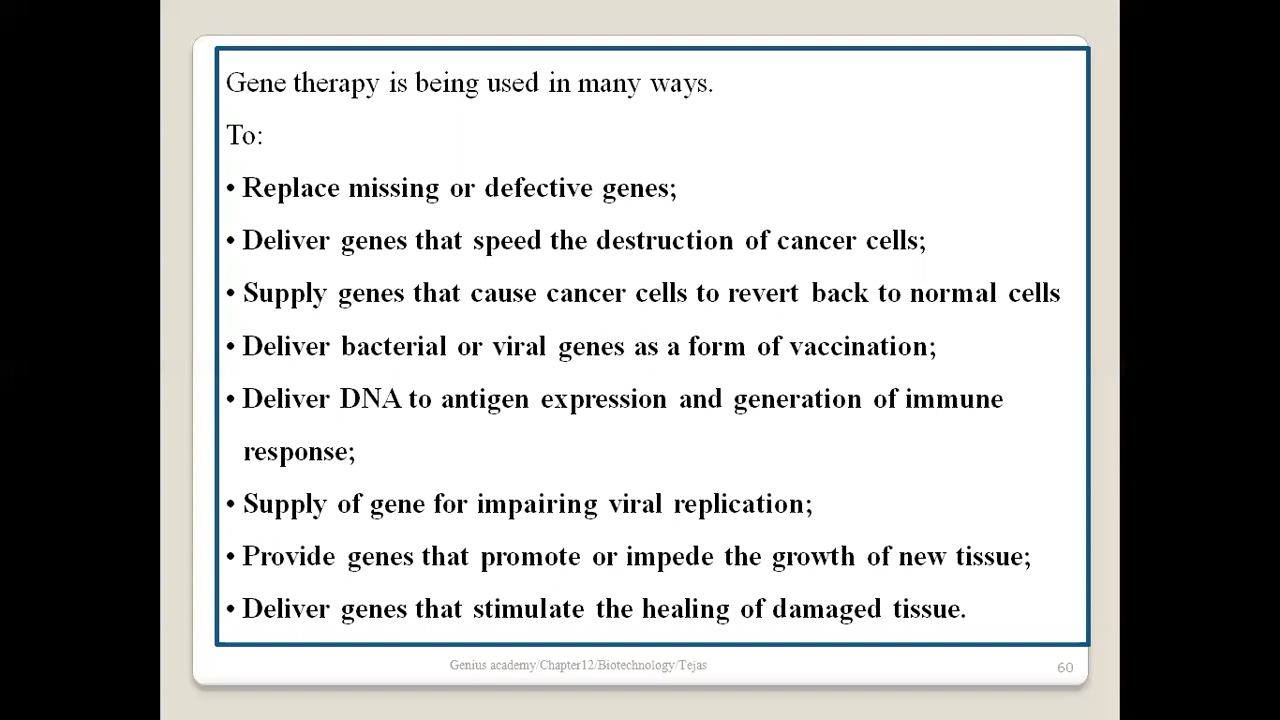 Gene therapy is being used in many ways.
To:
• Replace missing or defective genes;
• Deliver genes that speed the destruction of cancer cells;
• Supply genes that cause cancer cells to revert back to normal cells
• Deliver bacterial or viral genes as a form of vaccination;
• Deliver DNA to antigen expression and generation of immune
response;
• Supply of gene for impairing viral replication;
• Provide genes that promote or impede the growth of new tissue;
• Deliver genes that stimulate the healing of damaged tissue.
Genius academy/Chapter12/Biotechnology/Tejas
60